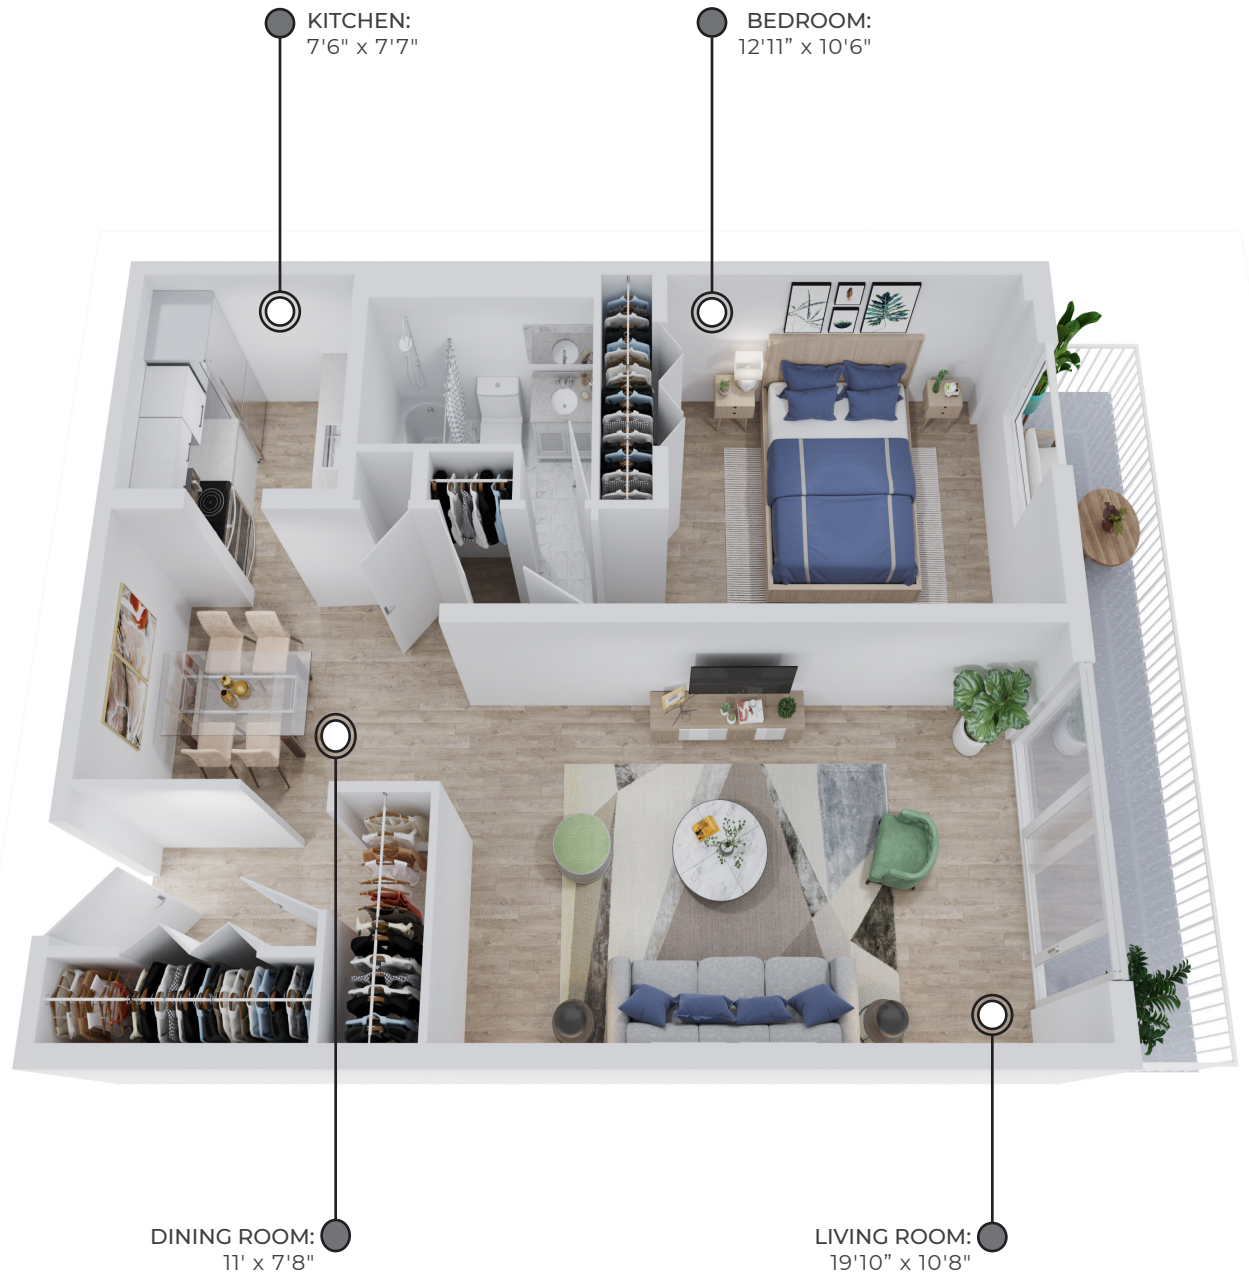 KITCHEN:
7'6" x 7'7"
BEDROOM:
12'11” x 10'6"
DINING ROOM:
11' x 7'8"
LIVING ROOM:
19'10” x 10'8"